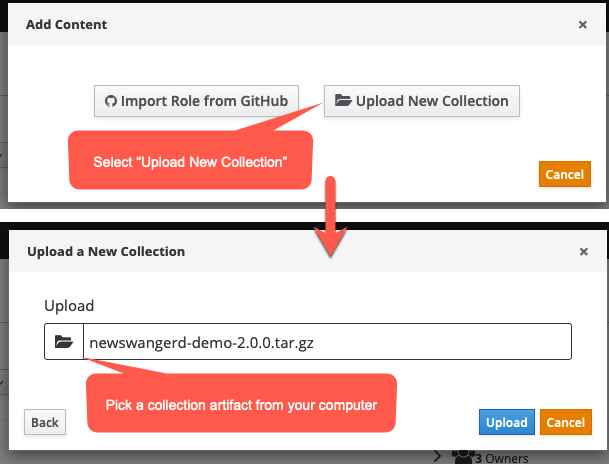 Add Content ×
Import Role from GitHub Upload New Collection
Select “Upload New Collection”
Cancel
Upload a New Collection ×
Upload
newswangerd-demo-2.0.0.tar.gz
Pick a collection artifact from your computer
Back Upload Cancel
3 Owners